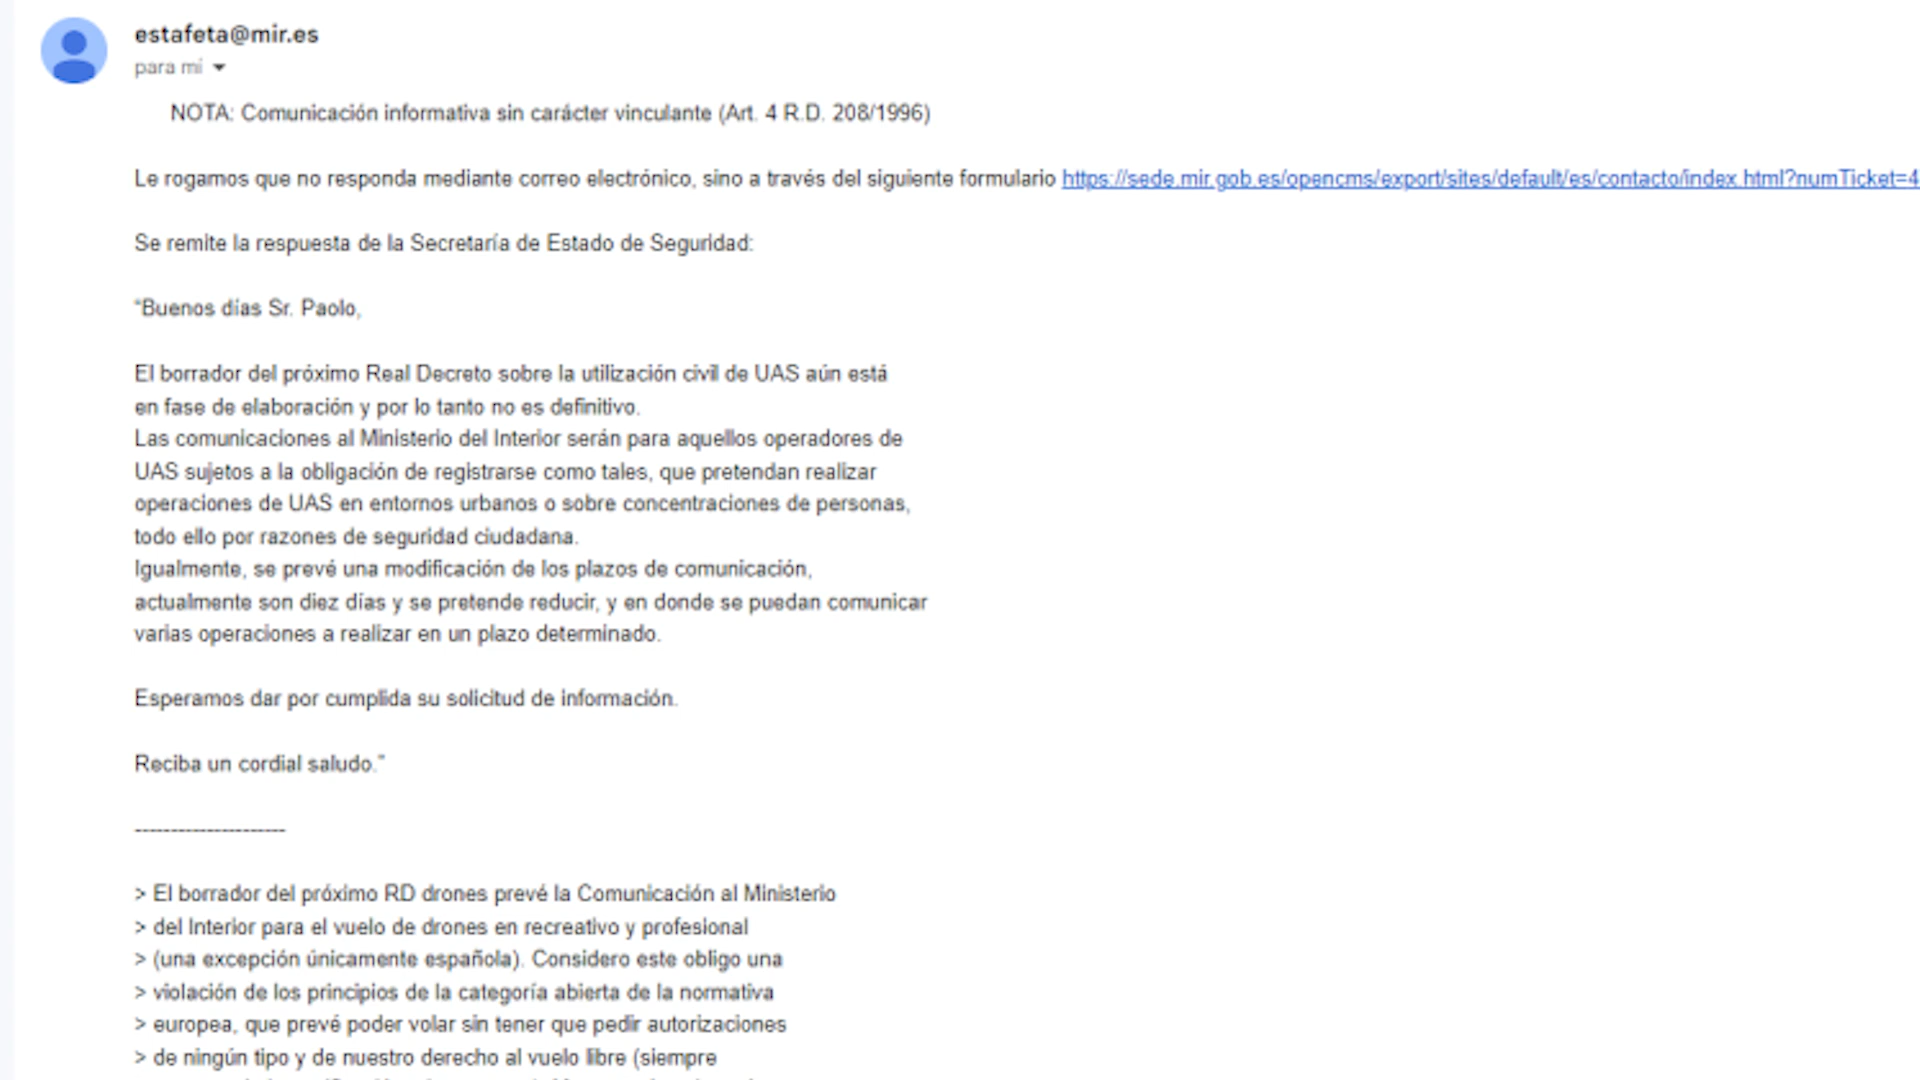 estafeta@mir.es
para mí
NOTA: Comunicación informativa sin carácter vinculante (Art. 4 R.D. 208/1996)
Le rogamos que no responda mediante correo electrónico, sino a través del siguiente formulario https://sede.mir.gob.es/opencms/export/sites/default/es/contacto/index.html?numTicket=4
Se remite la respuesta de la Secretaría de Estado de Seguridad:
"Buenos días Sr. Paolo,
El borrador del próximo Real Decreto sobre la utilización civil de UAS aún está
en fase de elaboración y por lo tanto no es definitivo.
Las comunicaciones al Ministerio del Interior serán para aquellos operadores de
UAS sujetos a la obligación de registrarse como tales, que pretendan realizar
operaciones de UAS en entornos urbanos o sobre concentraciones de personas,
todo ello por razones de seguridad ciudadana.
Igualmente, se prevé una modificación de los plazos de comunicación,
actualmente son diez días y se pretende reducir, y en donde se puedan comunicar
varias operaciones a realizar en un plazo determinado.
Esperamos dar por cumplida su solicitud de información.
Reciba un cordial saludo."
----------------------
> El borrador del próximo RD drones prevé la Comunicación al Ministerio
> del Interior para el vuelo de drones en recreativo y profesional
> (una excepción únicamente española). Considero este obligo una
> violación de los principios de la categoría abierta de la normativa
> europea, que prevé poder volar sin tener que pedir autorizaciones
> de ningún tipo y de nuestro derecho al vuelo libre (siempre